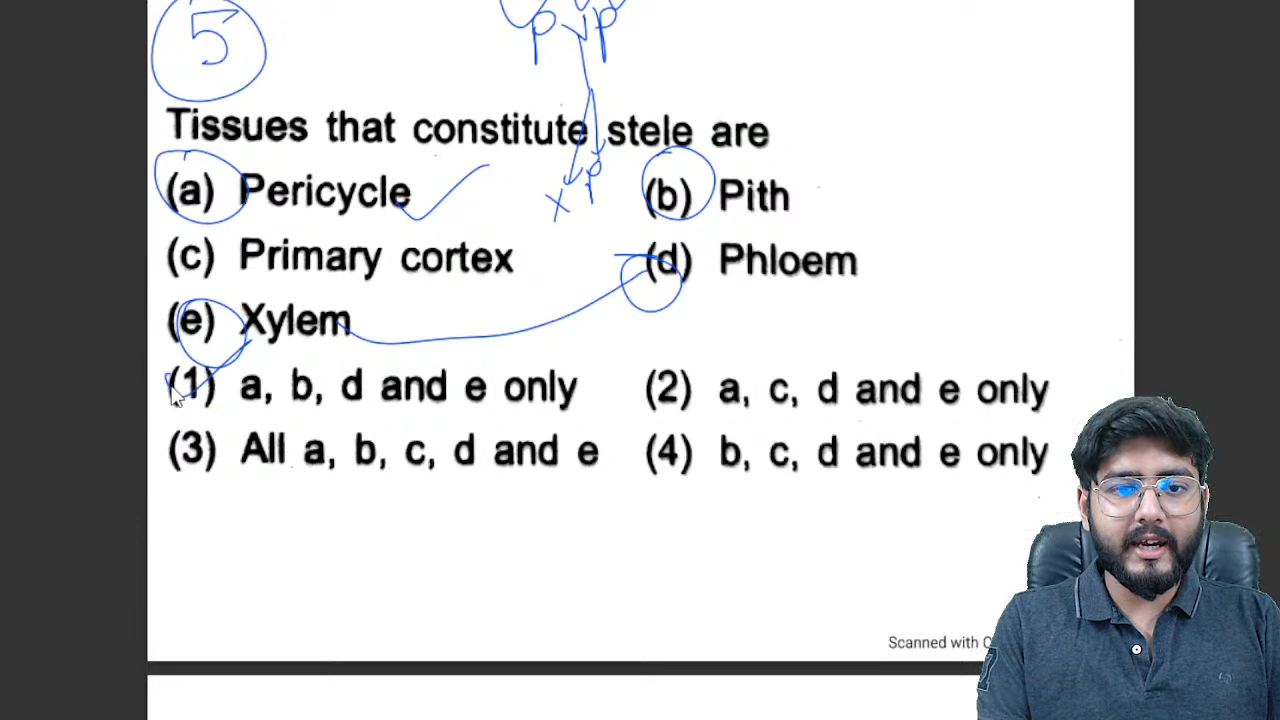 5
p v p
Tissues that constitute stele are
(a) Pericycle (b) Pith
x p
(c) Primary cortex (d) Phloem
(e) Xylem
(1) a, b, d and e only (2) a, c, d and e only
(3) All a, b, c, d and e (4) b, c, d and e only
Scanned with